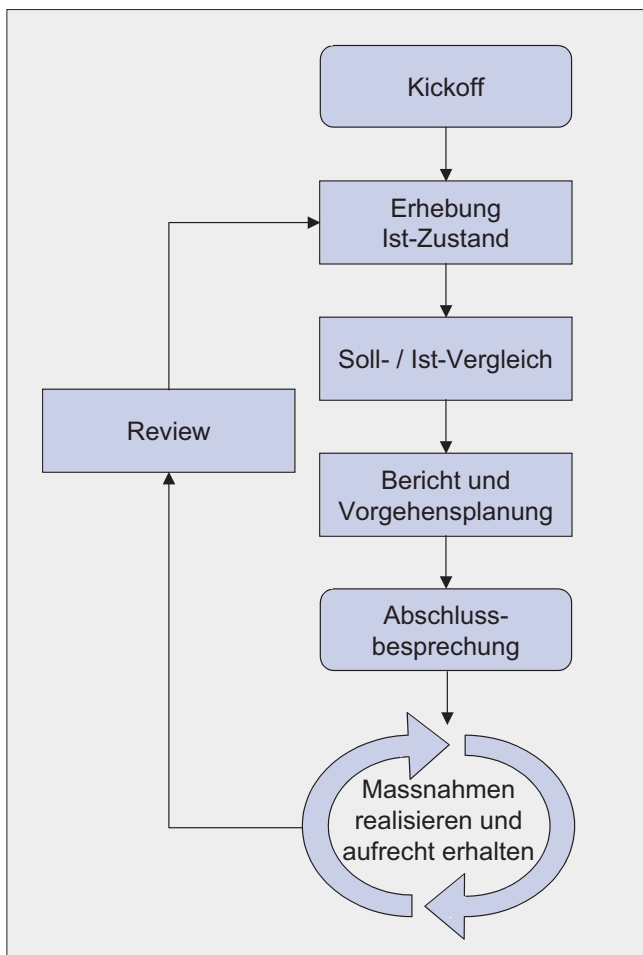 Kickoff
Erhebung
Ist-Zustand
Soll- / Ist-Vergleich
Review
Bericht und
Vorgehensplanung
Abschluss-
besprechung
Massnahmen
realisieren und
aufrecht erhalten